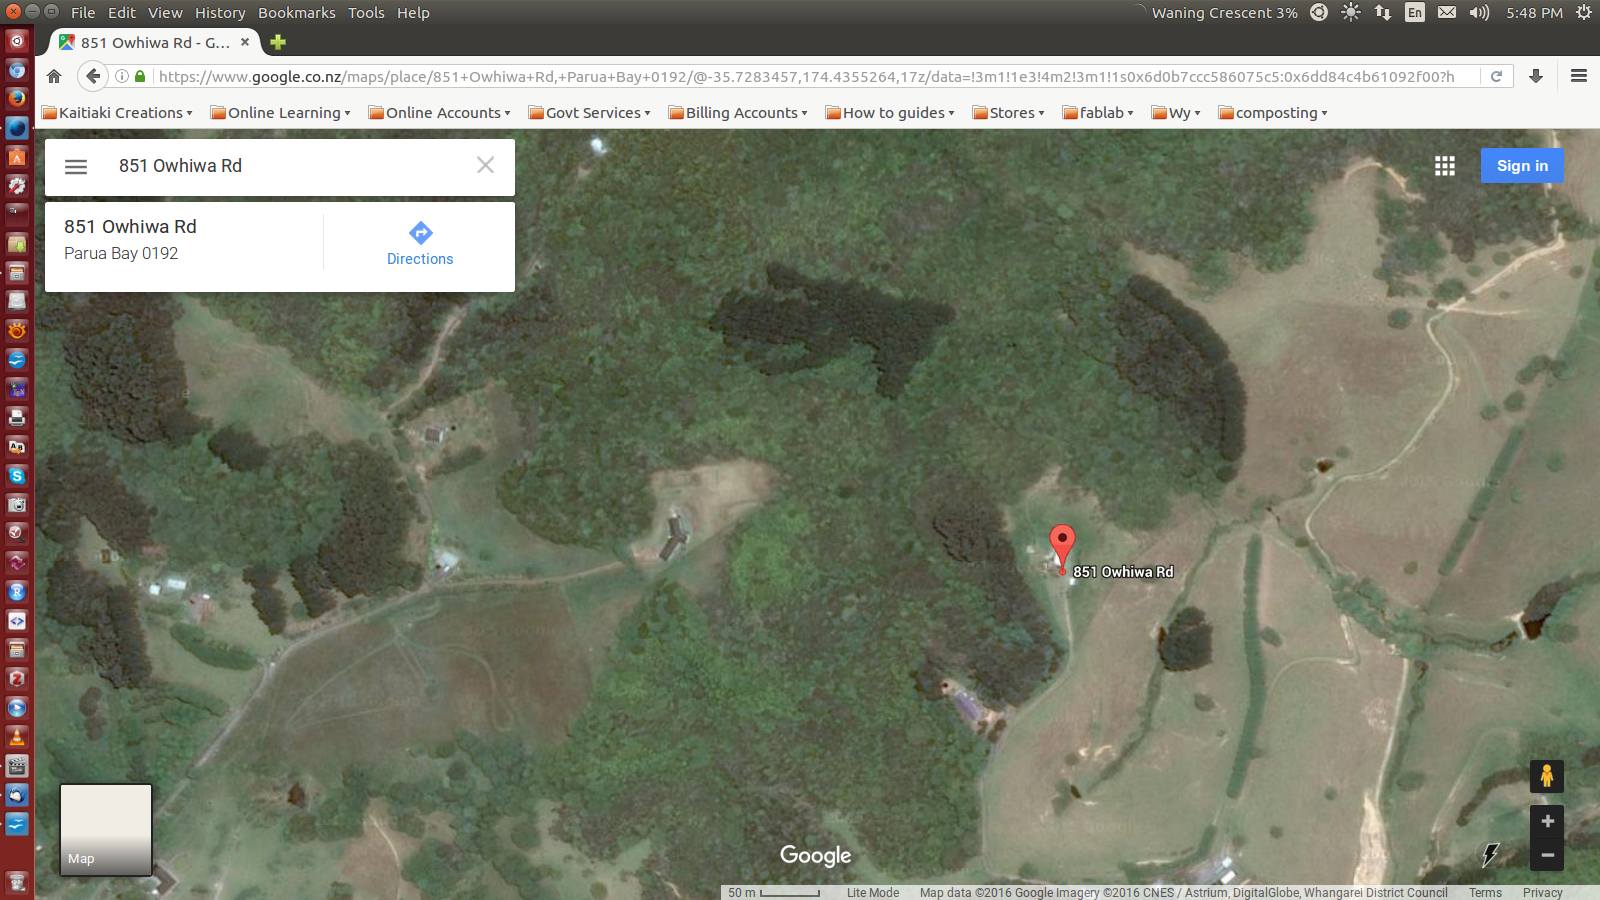 File Edit View History Bookmarks Tools Help
Waning Crescent 3% En 5:48 PM
851 Owhiwa Rd - G...
https://www.google.co.nz/maps/place/851+Owhiwa+Rd,+Parua+Bay+0192/@-35.7283457,174.4355264,17z/data=!3m1!1e3!4m2!3m1!1s0x6d0b7ccc586075c5:0x6dd84c4b61092f00?h
Kaitiaki Creations Online Learning Online Accounts Govt Services Billing Accounts How to guides Stores fablab Wy composting
851 Owhiwa Rd
Sign in
851 Owhiwa Rd
Parua Bay 0192
Directions
851 Owhiwa Rd
Map
Google
50 m Lite Mode Map data ©2016 Google Imagery ©2016 CNES / Astrium, DigitalGlobe, Whangarei District Council Terms Privacy